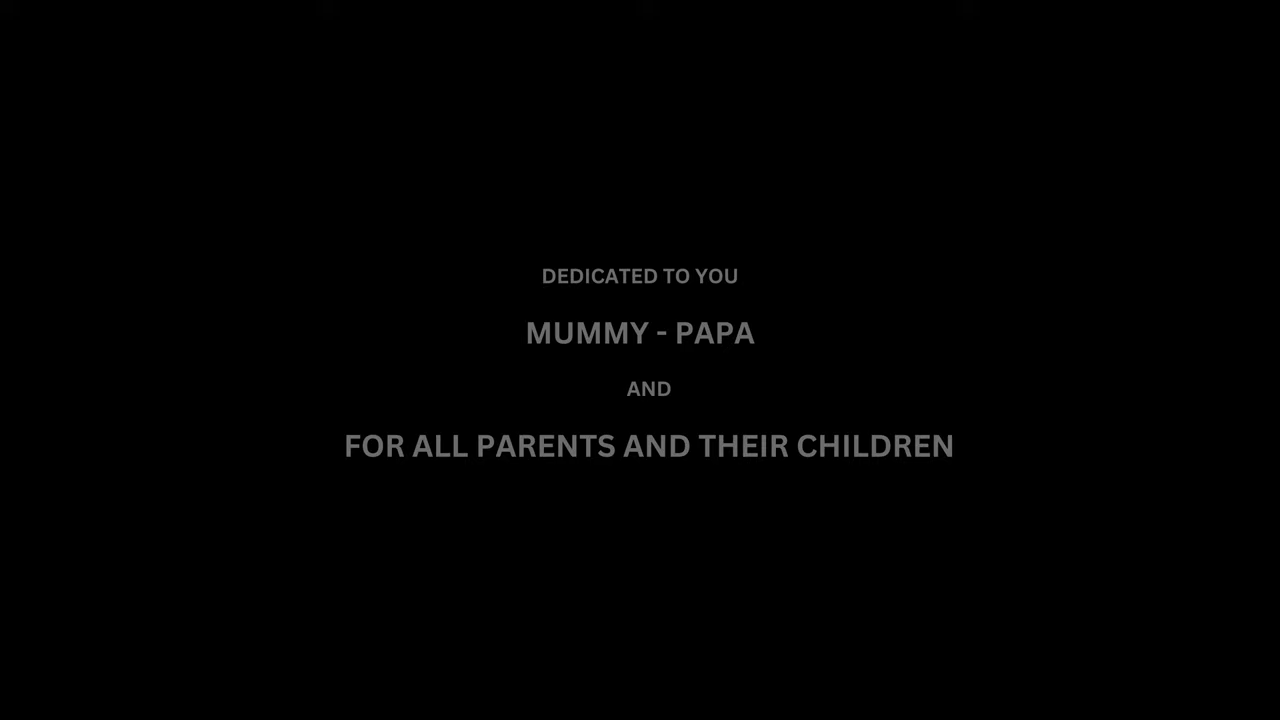 DEDICATED TO YOU
MUMMY - PAPA
AND
FOR ALL PARENTS AND THEIR CHILDREN